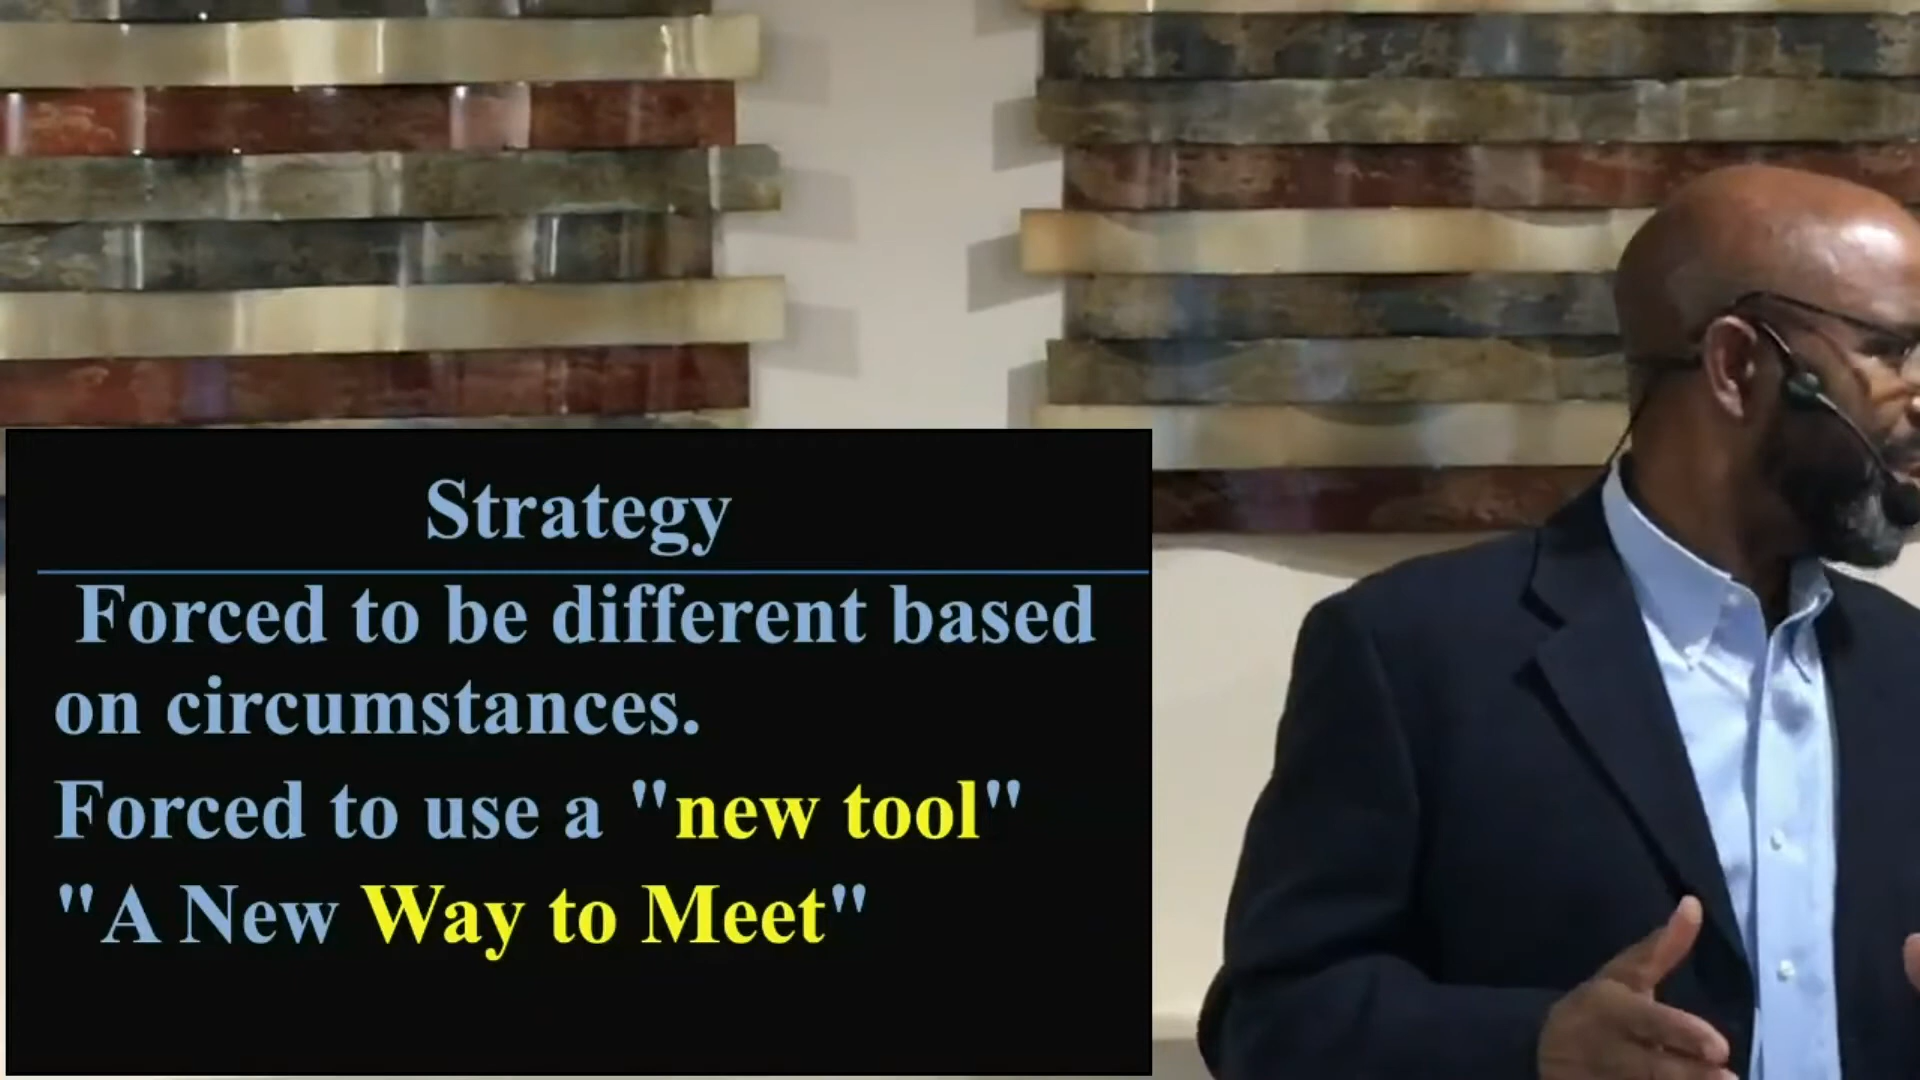 Strategy
Forced to be different based
on circumstances.
Forced to use a "new tool"
"A New Way to Meet"